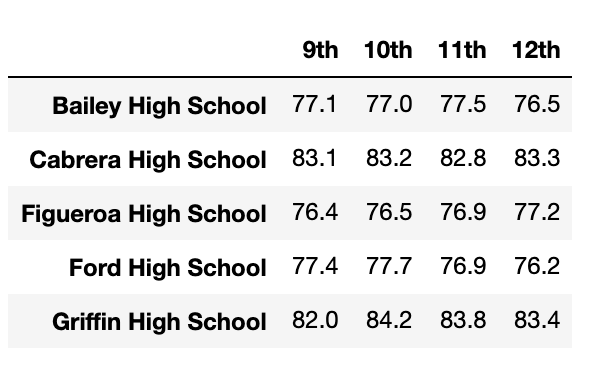 9th 10th 11th 12th
Bailey High School 77.1 77.0 77.5 76.5
Cabrera High School 83.1 83.2 82.8 83.3
Figueroa High School 76.4 76.5 76.9 77.2
Ford High School 77.4 77.7 76.9 76.2
Griffin High School 82.0 84.2 83.8 83.4